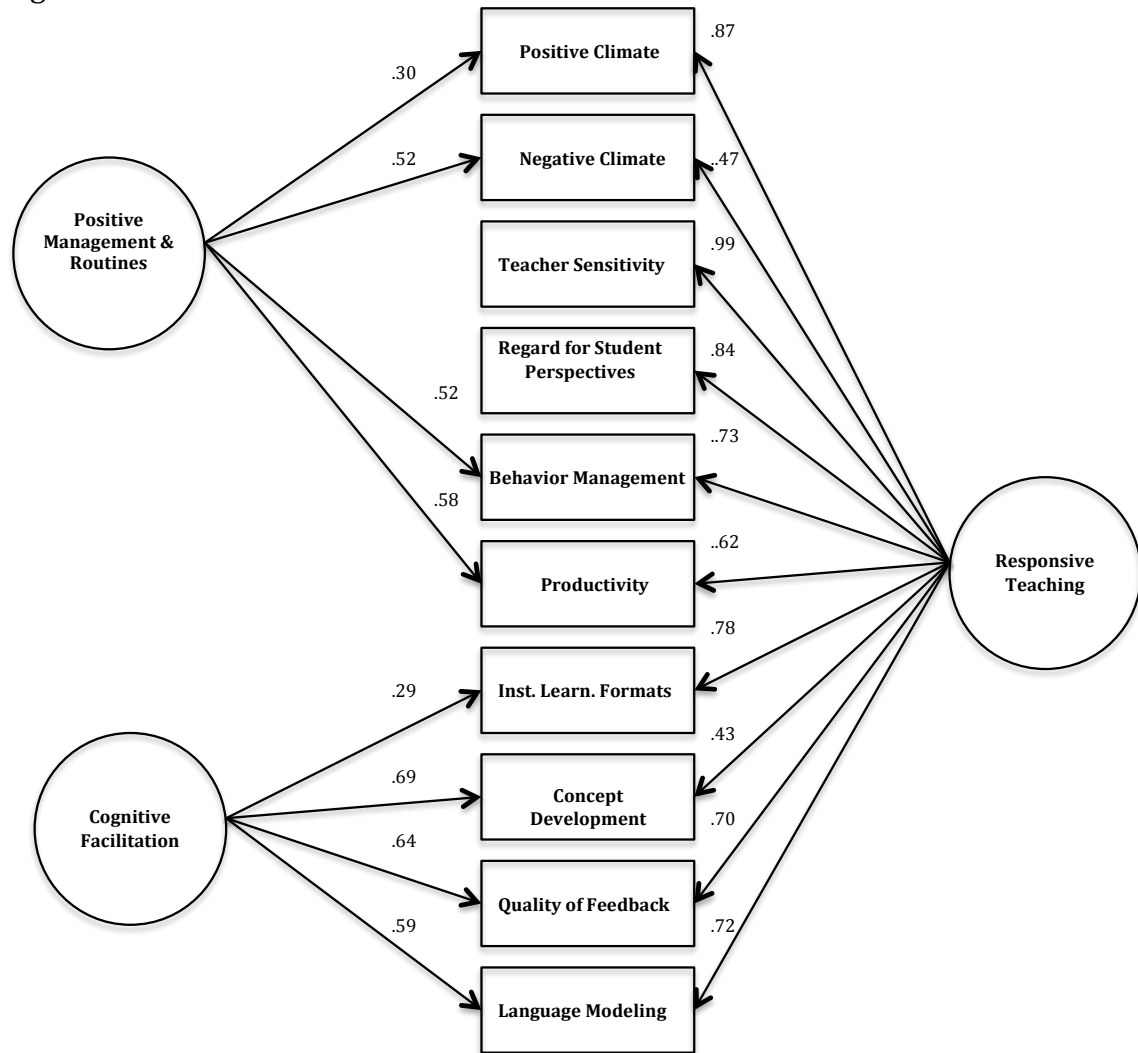 .87
Positive Climate
.30
.52
Negative Climate
..47
Positive
Management &
Routines
Teacher Sensitivity
.99
Regard for Student
Perspectives
.84
.52
..73
Behavior Management
.58
..62
Productivity
Responsive
Teaching
.78
.29
Inst. Learn. Formats
.43
.69
Concept
Development
Cognitive
Facilitation
.70
.64
Quality of Feedback
.59
.72
Language Modeling